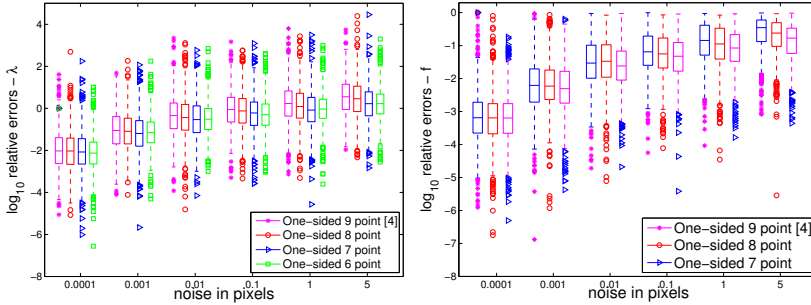 log10 relative errors − λ
8
6
4
2
0
−2
−4
−6
−8
0.0001
0.001
0.01
0.1
1
5
noise in pixels
One-sided 9 point [4]
One-sided 8 point
One-sided 7 point
One-sided 6 point
log10 relative errors − f
0
−1
−2
−3
−4
−5
−6
−7
−8
0.0001
0.001
0.01
0.1
1
5
noise in pixels
One-sided 9 point [4]
One-sided 8 point
One-sided 7 point